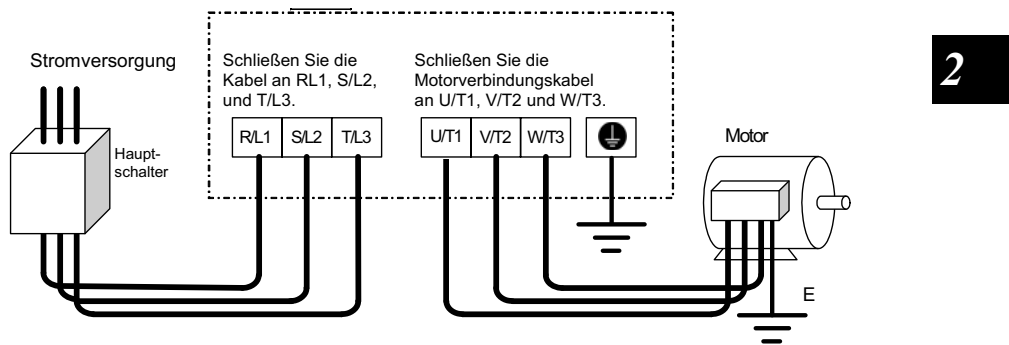 2
Stromversorgung
Schließen Sie die
Kabel an RL1, S/L2,
und T/L3.
Schließen Sie die
Motorverbindungskabel
an U/T1, V/T2 und W/T3.
R/L1 S/L2 T/L3
U/T1 V/T2 W/T3
Motor
Haupt-
schalter
E